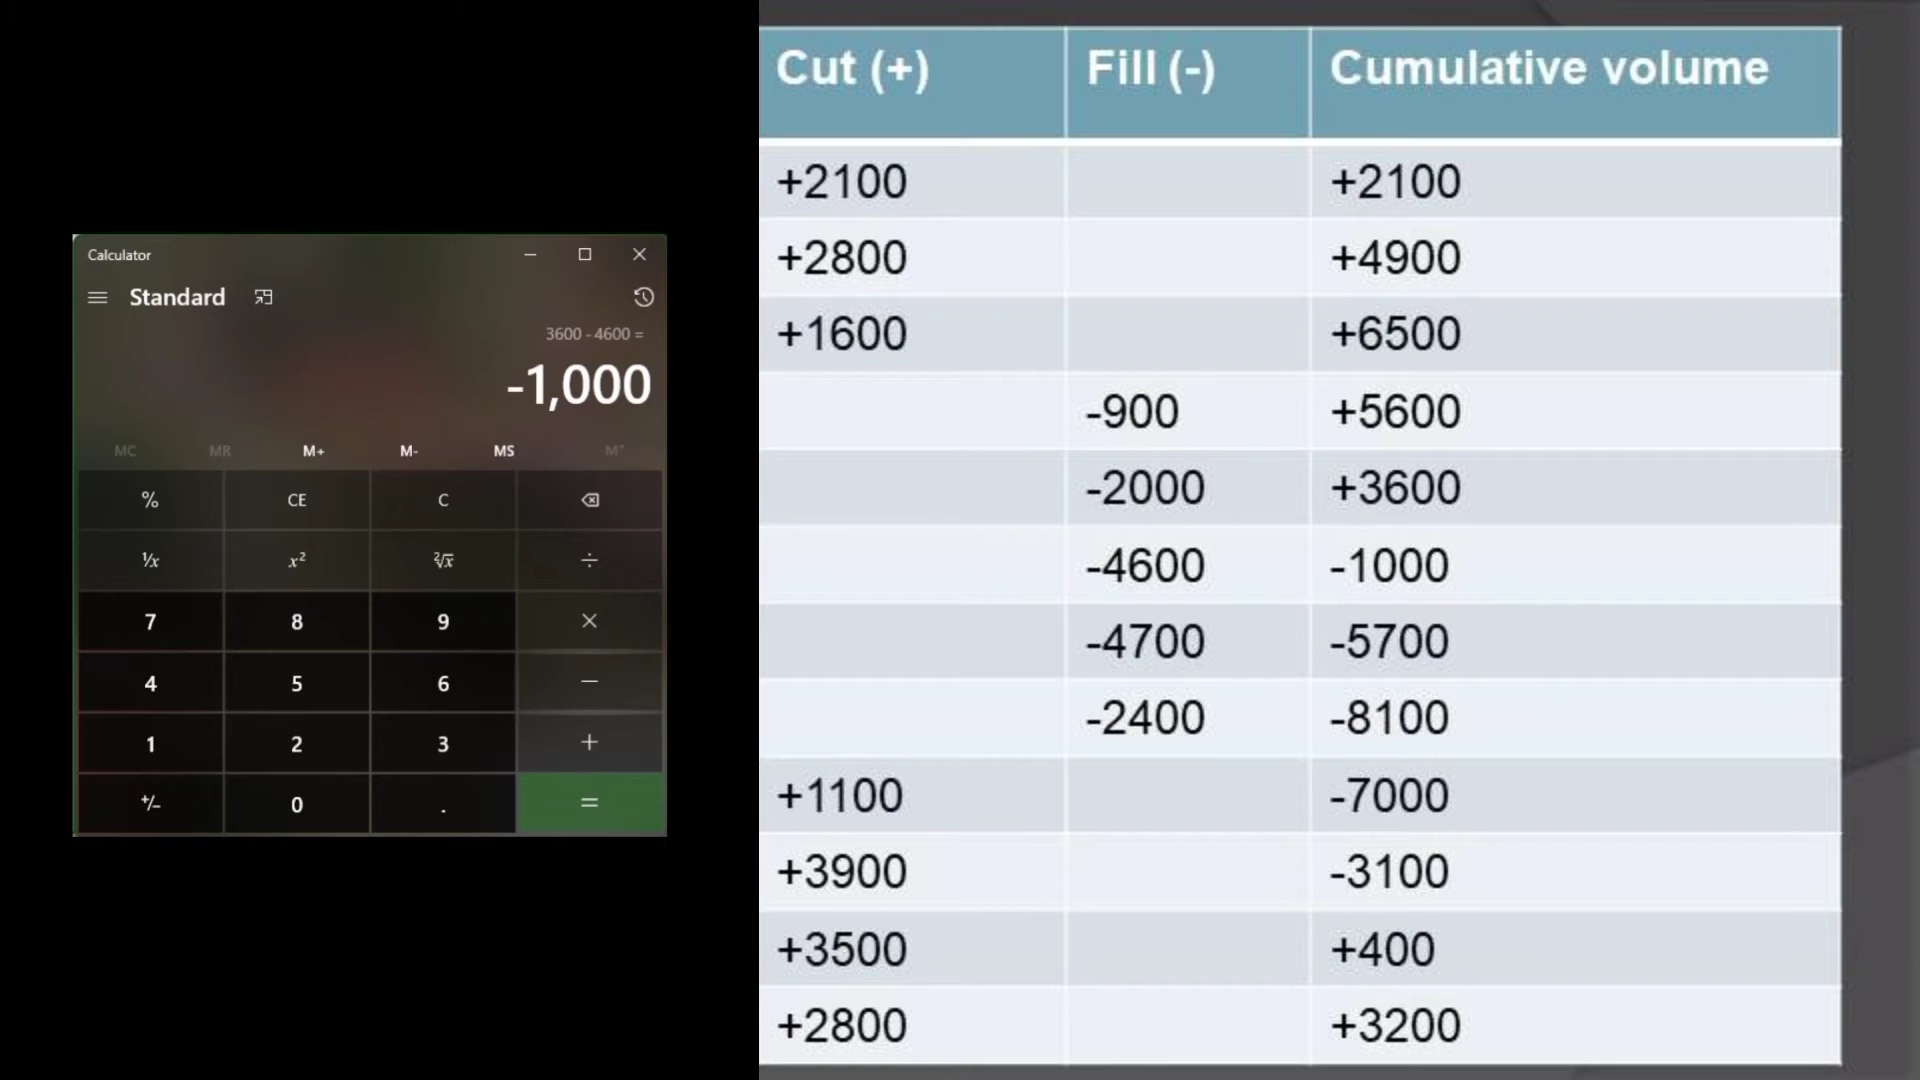 Calculator
Standard
3600 - 4600 =
-1,000
MC MR M+ M- MS M˅
% CE C
¹/x x² ²√x ÷
7 8 9 ×
4 5 6 −
1 2 3 +
+/− 0 . =
Cut (+) Fill (-) Cumulative volume
+2100 +2100
+2800 +4900
+1600 +6500
-900 +5600
-2000 +3600
-4600 -1000
-4700 -5700
-2400 -8100
+1100 -7000
+3900 -3100
+3500 +400
+2800 +3200